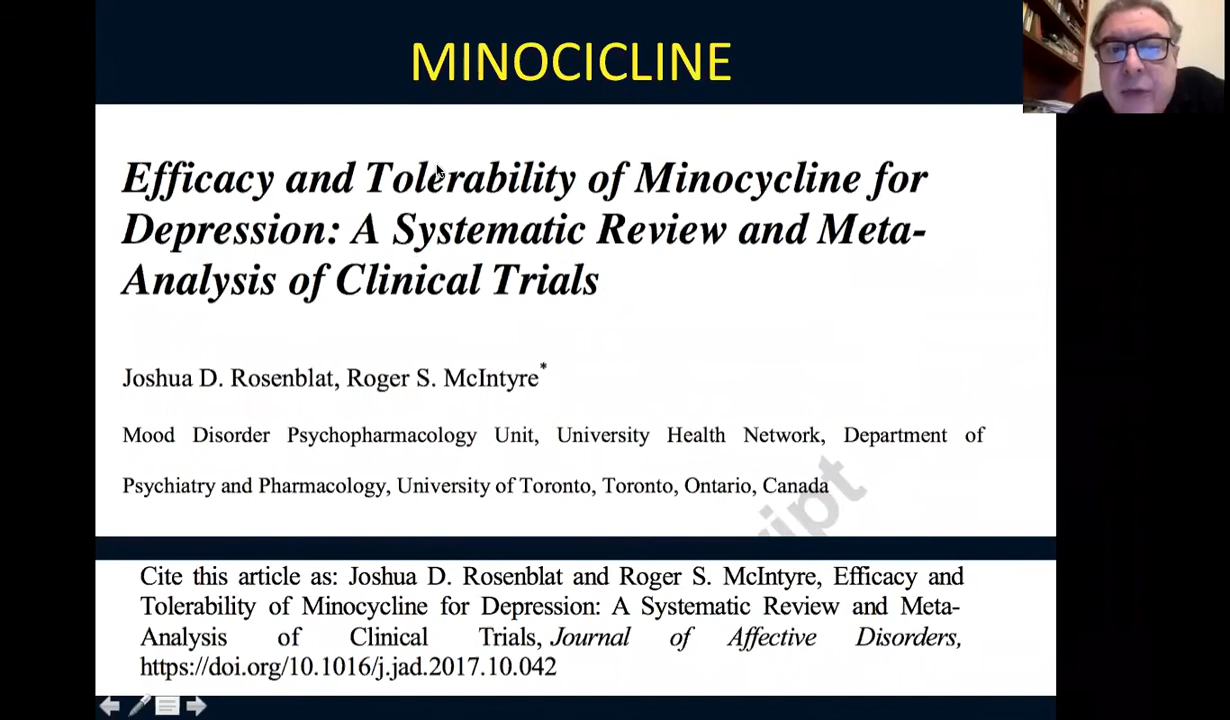 MINOCICLINE
Efficacy and Tolerability of Minocycline for
Depression: A Systematic Review and Meta-
Analysis of Clinical Trials
Joshua D. Rosenblat, Roger S. McIntyre*
Mood Disorder Psychopharmacology Unit, University Health Network, Department of
Psychiatry and Pharmacology, University of Toronto, Toronto, Ontario, Canada
Cite this article as: Joshua D. Rosenblat and Roger S. McIntyre, Efficacy and
Tolerability of Minocycline for Depression: A Systematic Review and Meta-
Analysis of Clinical Trials, Journal of Affective Disorders,
https://doi.org/10.1016/j.jad.2017.10.042